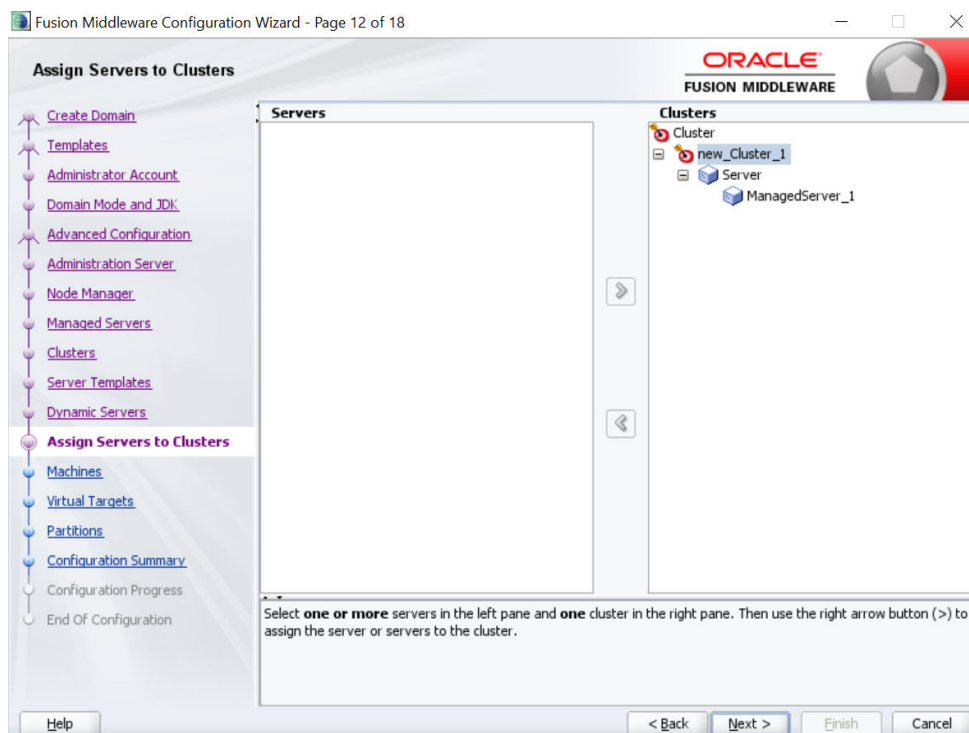 Fusion Middleware Configuration Wizard - Page 12 of 18
Assign Servers to Clusters
ORACLE
FUSION MIDDLEWARE
Create Domain
Templates
Administrator Account
Domain Mode and JDK
Advanced Configuration
Administration Server
Node Manager
Managed Servers
Clusters
Server Templates
Dynamic Servers
Assign Servers to Clusters
Machines
Virtual Targets
Partitions
Configuration Summary
Configuration Progress
End Of Configuration
Servers
Clusters
Cluster
new_Cluster_1
Server
ManagedServer_1
Select one or more servers in the left pane and one cluster in the right pane. Then use the right arrow button (>) to
assign the server or servers to the cluster.
Help
< Back
Next >
Finish
Cancel